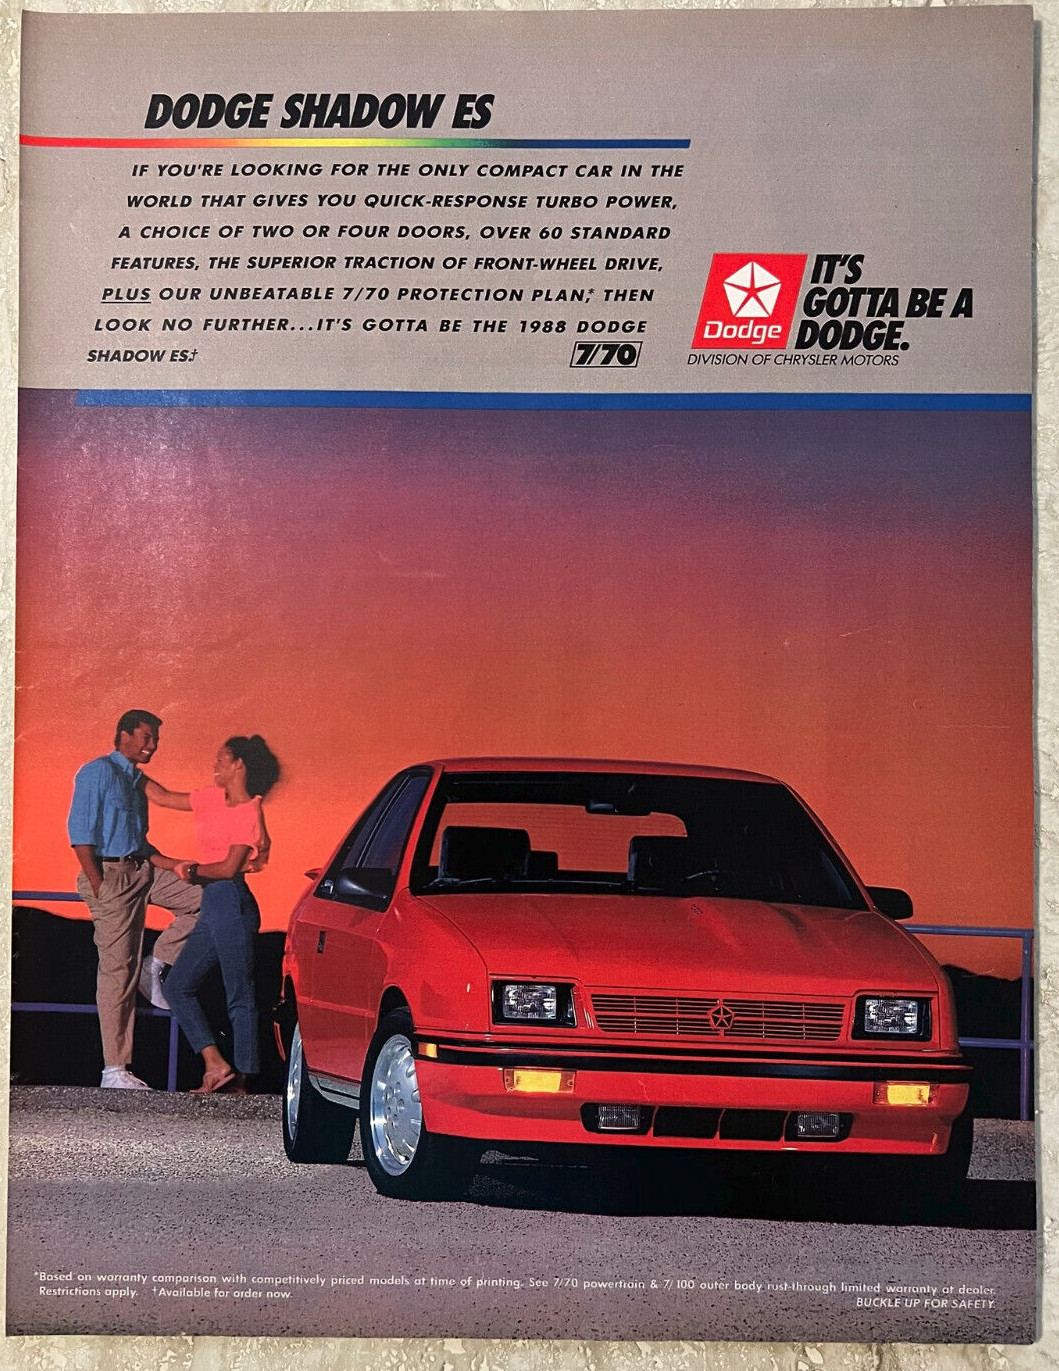 DODGE SHADOW ES
IF YOU'RE LOOKING FOR THE ONLY COMPACT CAR IN THE
WORLD THAT GIVES YOU QUICK-RESPONSE TURBO POWER,
A CHOICE OF TWO OR FOUR DOORS, OVER 60 STANDARD
FEATURES, THE SUPERIOR TRACTION OF FRONT-WHEEL DRIVE,
PLUS OUR UNBEATABLE 7/70 PROTECTION PLAN,* THEN
LOOK NO FURTHER...IT'S GOTTA BE THE 1988 DODGE
SHADOW ES.†
7/70
Dodge
IT'S
GOTTA BE A
DODGE.
DIVISION OF CHRYSLER MOTORS
*Based on warranty comparison with competitively priced models at time of printing. See 7/70 powertrain & 7/100 outer body rust-through limited warranty at dealer.
Restrictions apply. †Available for order now.
BUCKLE UP FOR SAFETY.